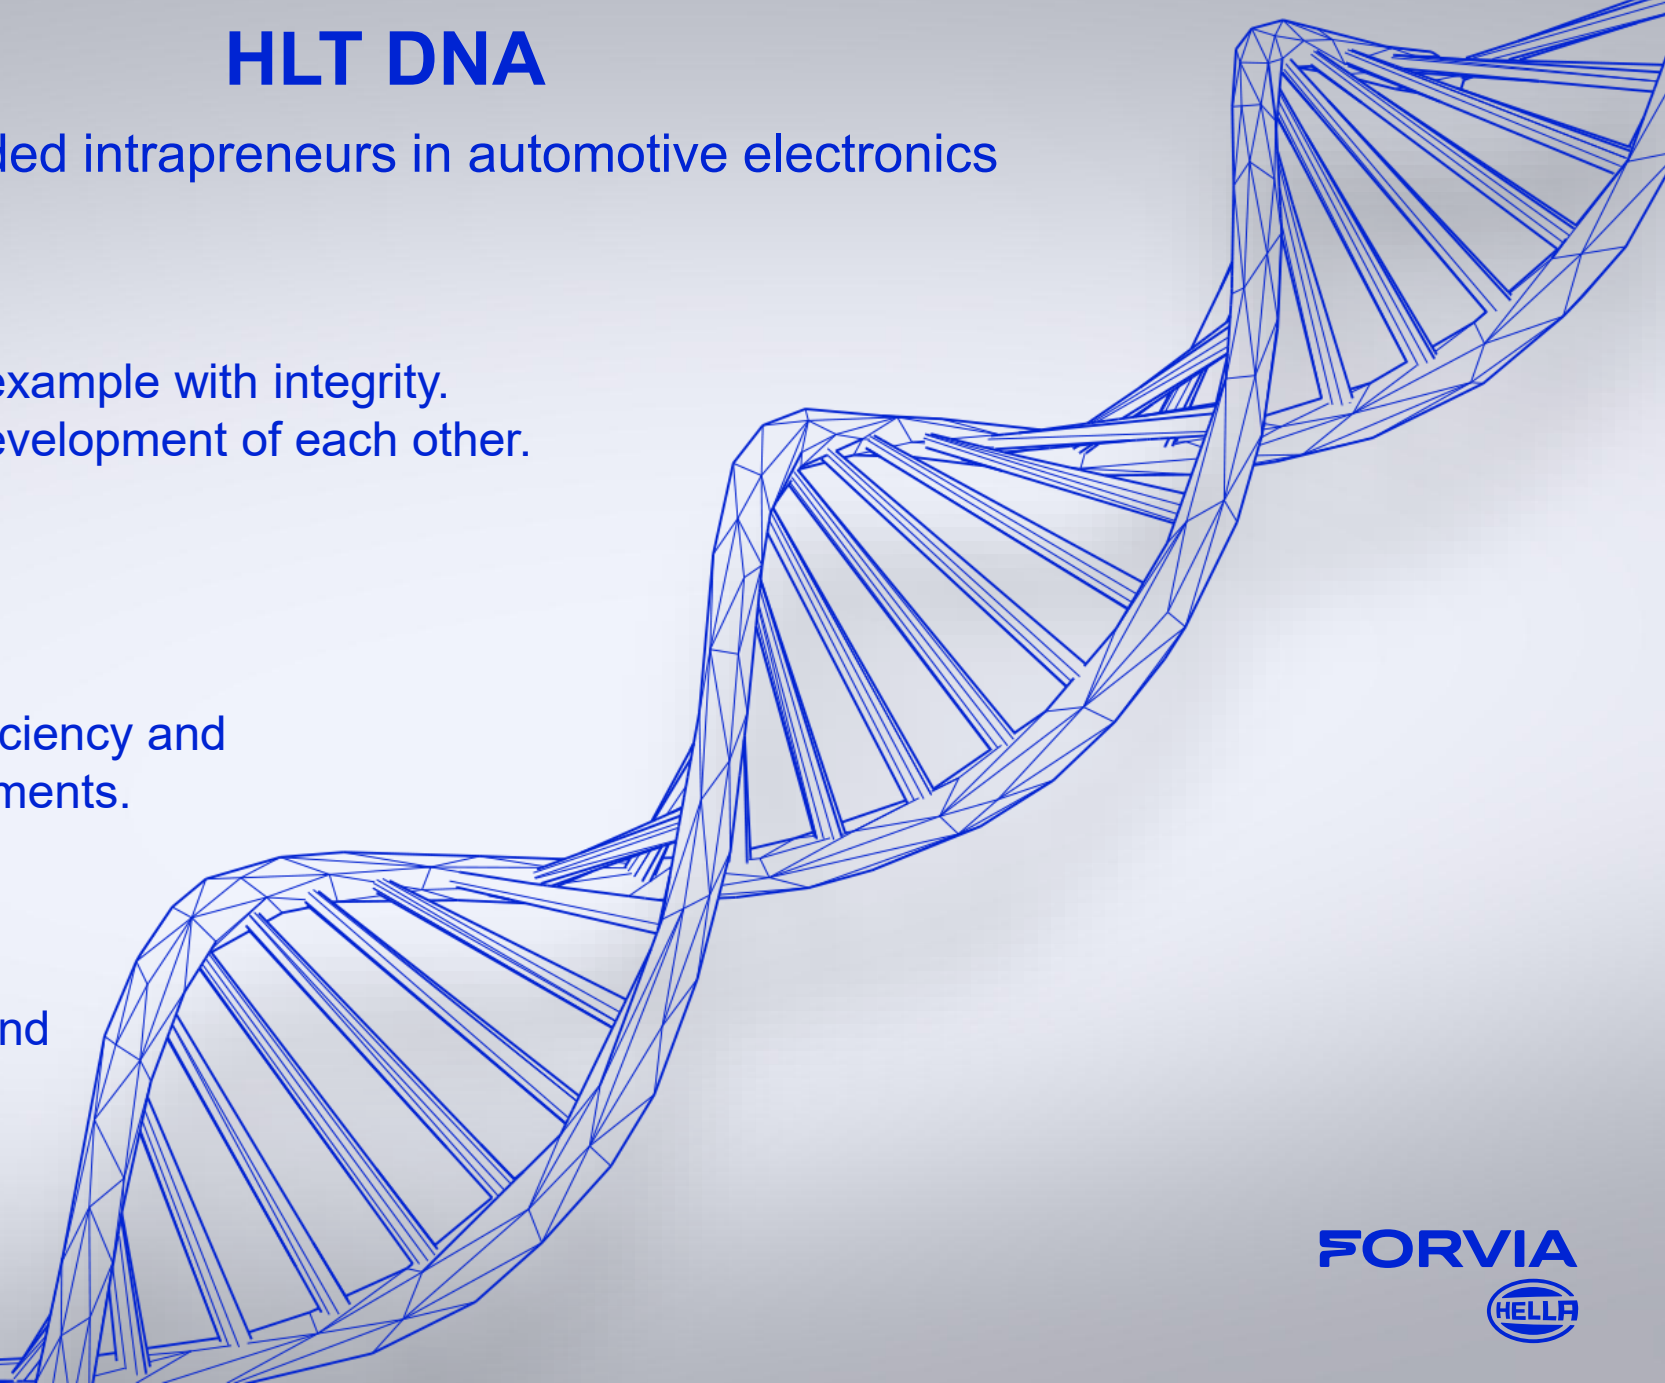 HLT DNA
ded intrapreneurs in automotive electronics
example with integrity.
evelopment of each other.
ciency and
ments.
nd
FORVIA
HELLA